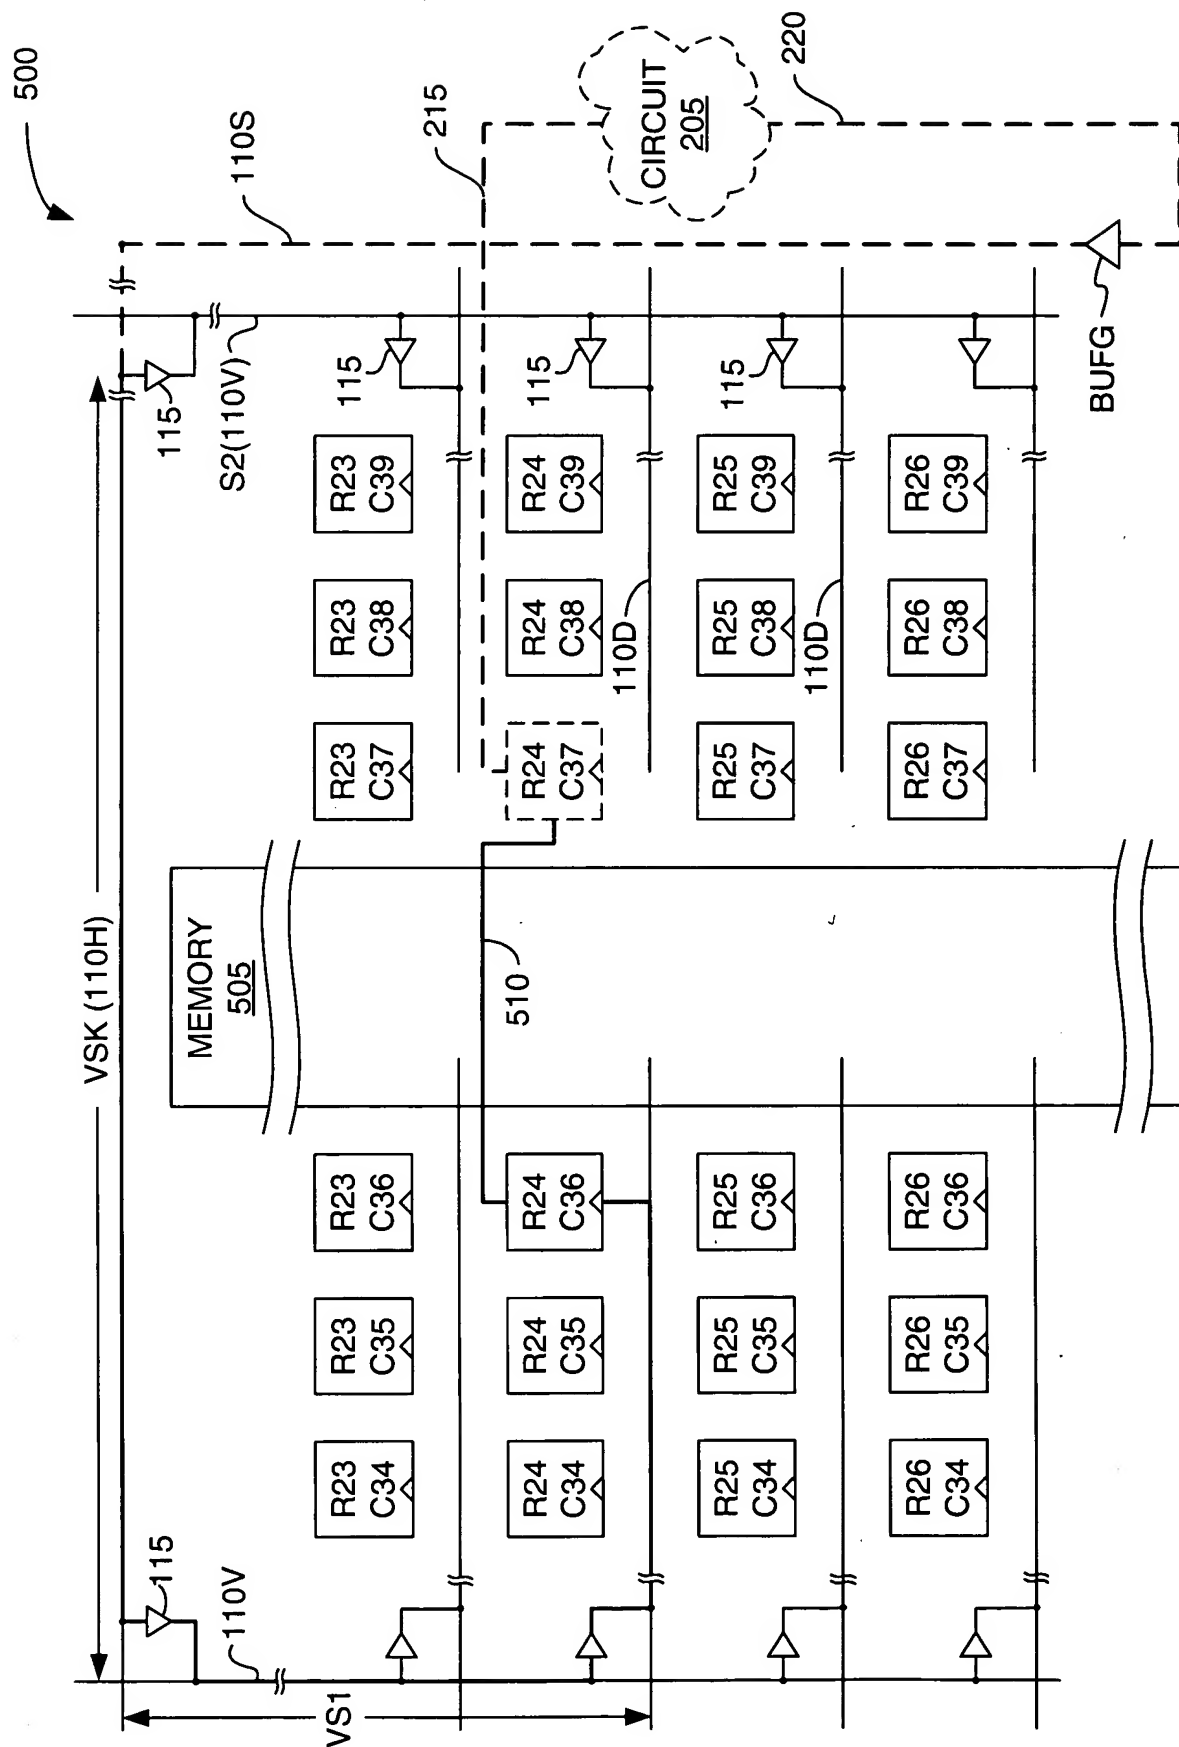 500
110S
215
CIRCUIT
205
220
BUFG
VSK (110H)
115
S2(110V)
115
115
115
R23
C39
R24
C39
R25
C39
R26
C39
R23
C38
R24
C38
R25
C38
R26
C38
110D
110D
R23
C37
R24
C37
R25
C37
R26
C37
MEMORY
505
510
R23
C36
R24
C36
R25
C36
R26
C36
R23
C35
R24
C35
R25
C35
R26
C35
R23
C34
R24
C34
R25
C34
R26
C34
115
110V
VS1